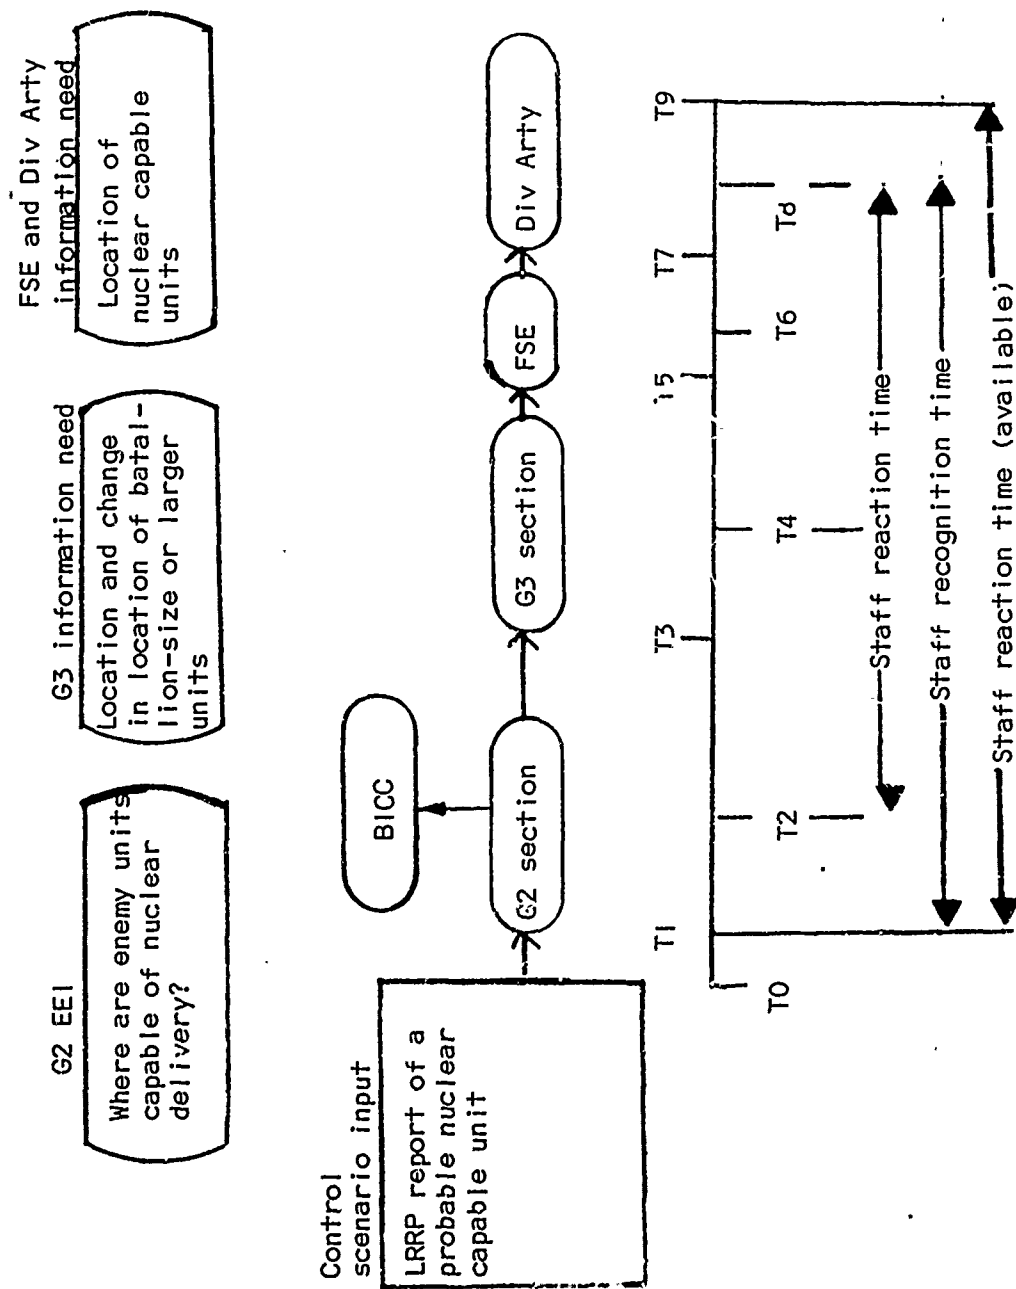 G2 EEI
Where are enemy units
capable of nuclear
delivery?
G3 information need
Location and change
in location of batal-
lion-size or larger
units
FSE and Div Arty
information need
Location of
nuclear capable
units
Control
scenario input
LRRP report of a
probable nuclear
capable unit
BICC
G2 section
G3 section
FSE
Div Arty
T0
T1
T2
T3
T4
i5
T6
T7
Td
T9
Staff reaction time
Staff recognition time
Staff reaction time (available)